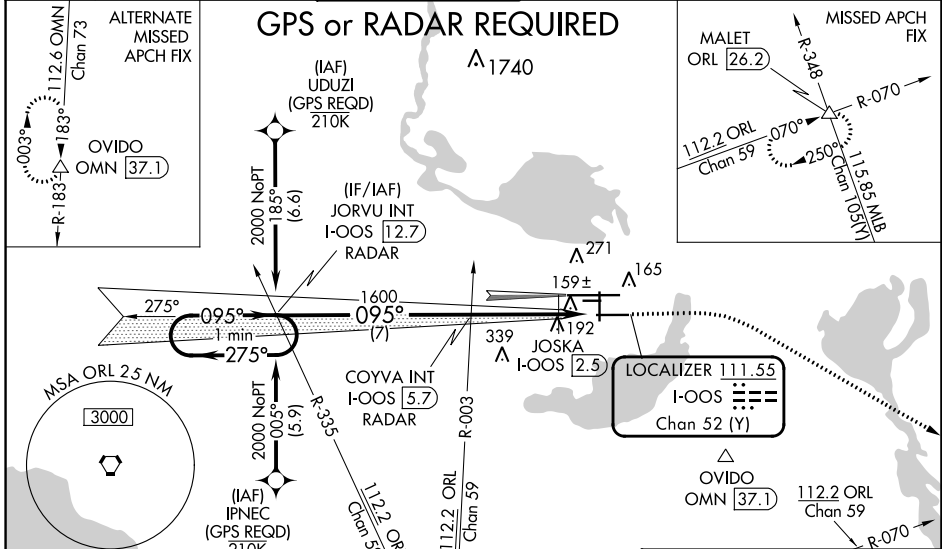 GPS or RADAR REQUIRED
ALTERNATE
MISSED
APCH FIX
112.6 OMN
Chan 73
003°
183°
OVIDO
OMN 37.1
R-183
1740
(IAF)
UDUZI
(GPS REQD)
210K
2000 NoPT
185°
(6.6)
(IF/IAF)
JORVU INT
I-OOS 12.7
RADAR
MISSED APCH
FIX
MALET
ORL 26.2
R-348
R-070
112.2 ORL
Chan 59
070°
250°
115.85 MLB
Chan 105(Y)
271
159±
165
275°
095°
1 min
275°
1600
095°
(7)
192
339
JOSKA
I-OOS 2.5
COYVA INT
I-OOS 5.7
RADAR
LOCALIZER 111.55
I-OOS
Chan 52 (Y)
MSA ORL 25 NM
3000
2000 NoPT
005°
(5.9)
R-335
R-003
(IAF)
IPNEC
(GPS REQD)
210K
112.2 ORL
Chan 59
OVIDO
OMN 37.1
112.2 ORL
Chan 59
R-070